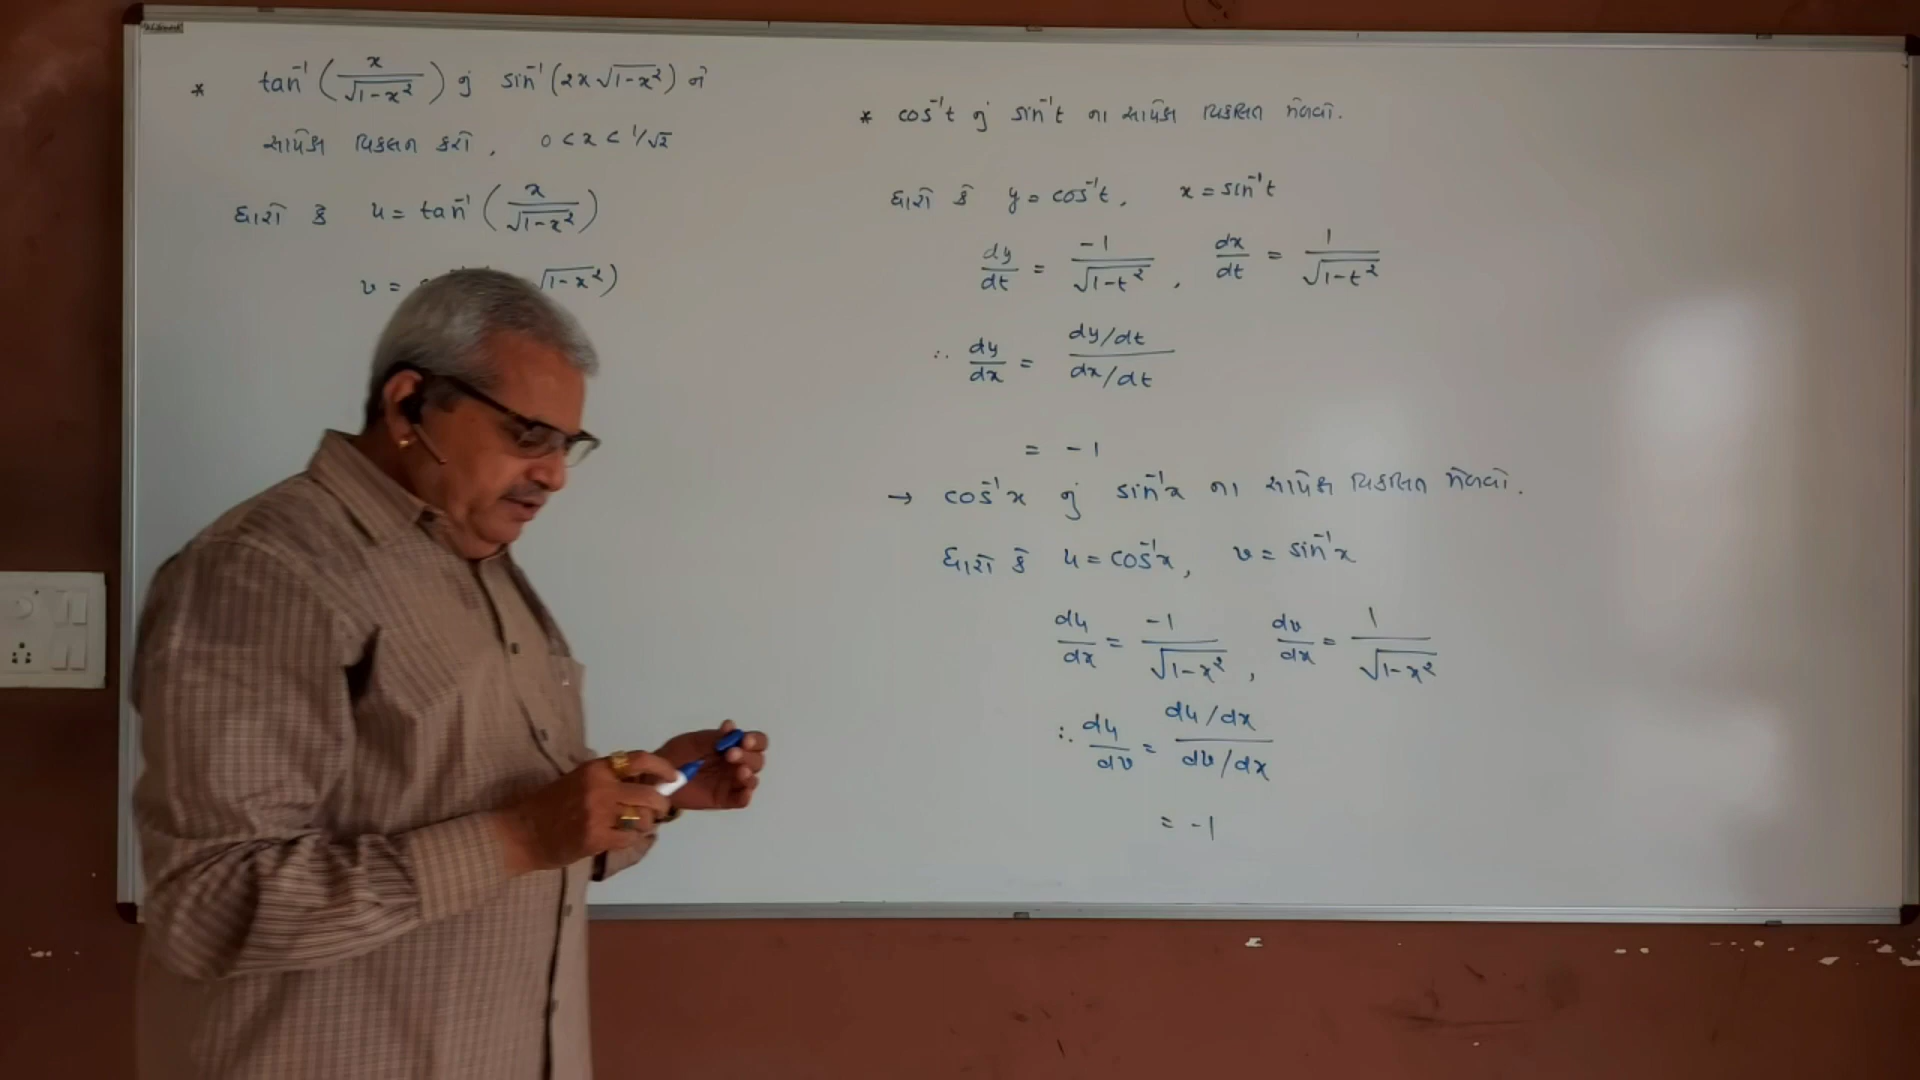 * tan⁻¹ (x/√(1-x²)) નું sin⁻¹ (2x √(1-x²)) ને
સાપેક્ષ વિકલન કરો, 0 < x < 1/√2
ધારો કે u = tan⁻¹ (x/√(1-x²))
v = √(1-x²))
* cos⁻¹t નું sin⁻¹t ના સાપેક્ષ વિકલિત મેળવો.
ધારો કે y = cos⁻¹t, x = sin⁻¹t
dy/dt = -1/√(1-t²), dx/dt = 1/√(1-t²)
∴ dy/dx = (dy/dt)/(dx/dt)
= -1
→ cos⁻¹x નું sin⁻¹x ના સાપેક્ષ વિકલિત મેળવો.
ધારો કે u = cos⁻¹x, v = sin⁻¹x
du/dx = -1/√(1-x²), dv/dx = 1/√(1-x²)
∴ du/dv = (du/dx)/(dv/dx)
= -1